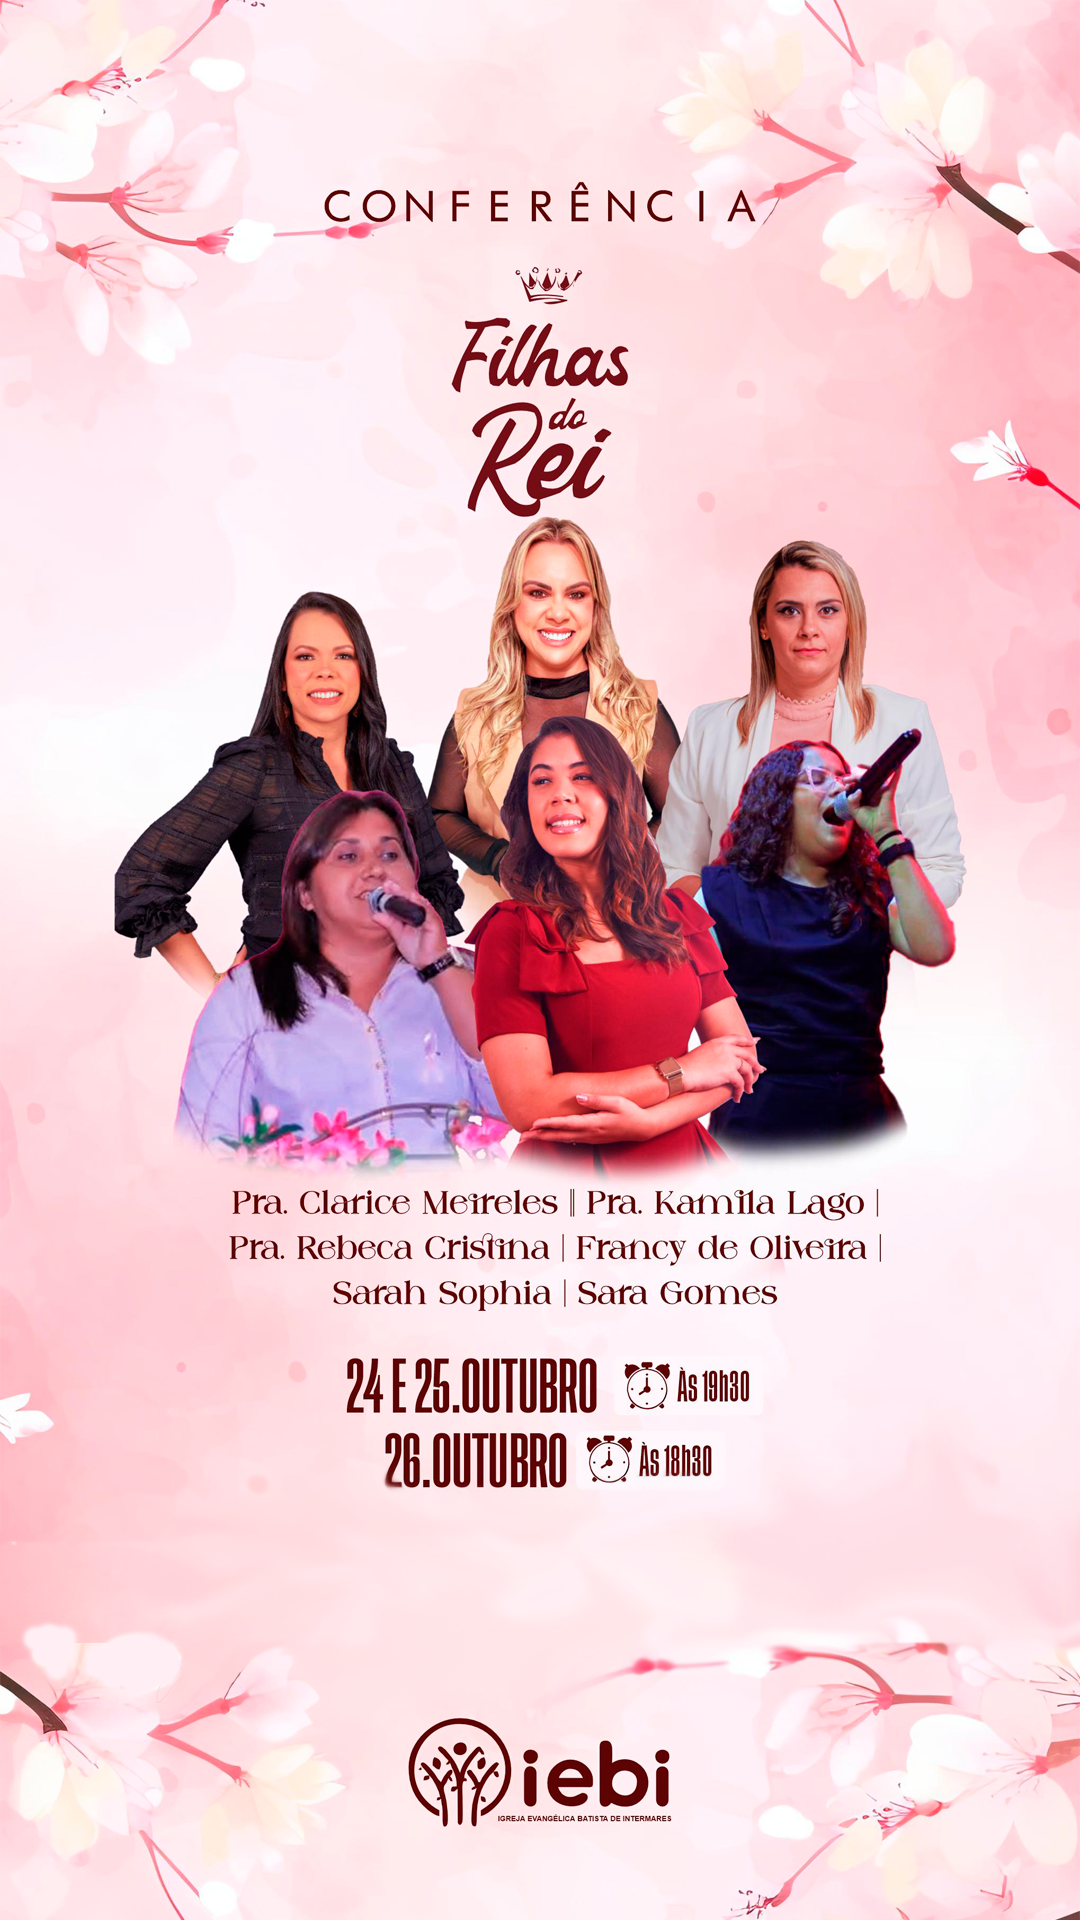 CONFERÊNCIA
Filhas
do
Rei
Pra. Clarice Meireles || Pra. Kamila Lago |
Pra. Rebeca Cristina | Francy de Oliveira |
Sarah Sophia | Sara Gomes
24 E 25.OUTUBRO Às 19h30
26.OUTUBRO Às 18h30
iebi
IGREJA EVANGÉLICA BATISTA DE INTERMARES